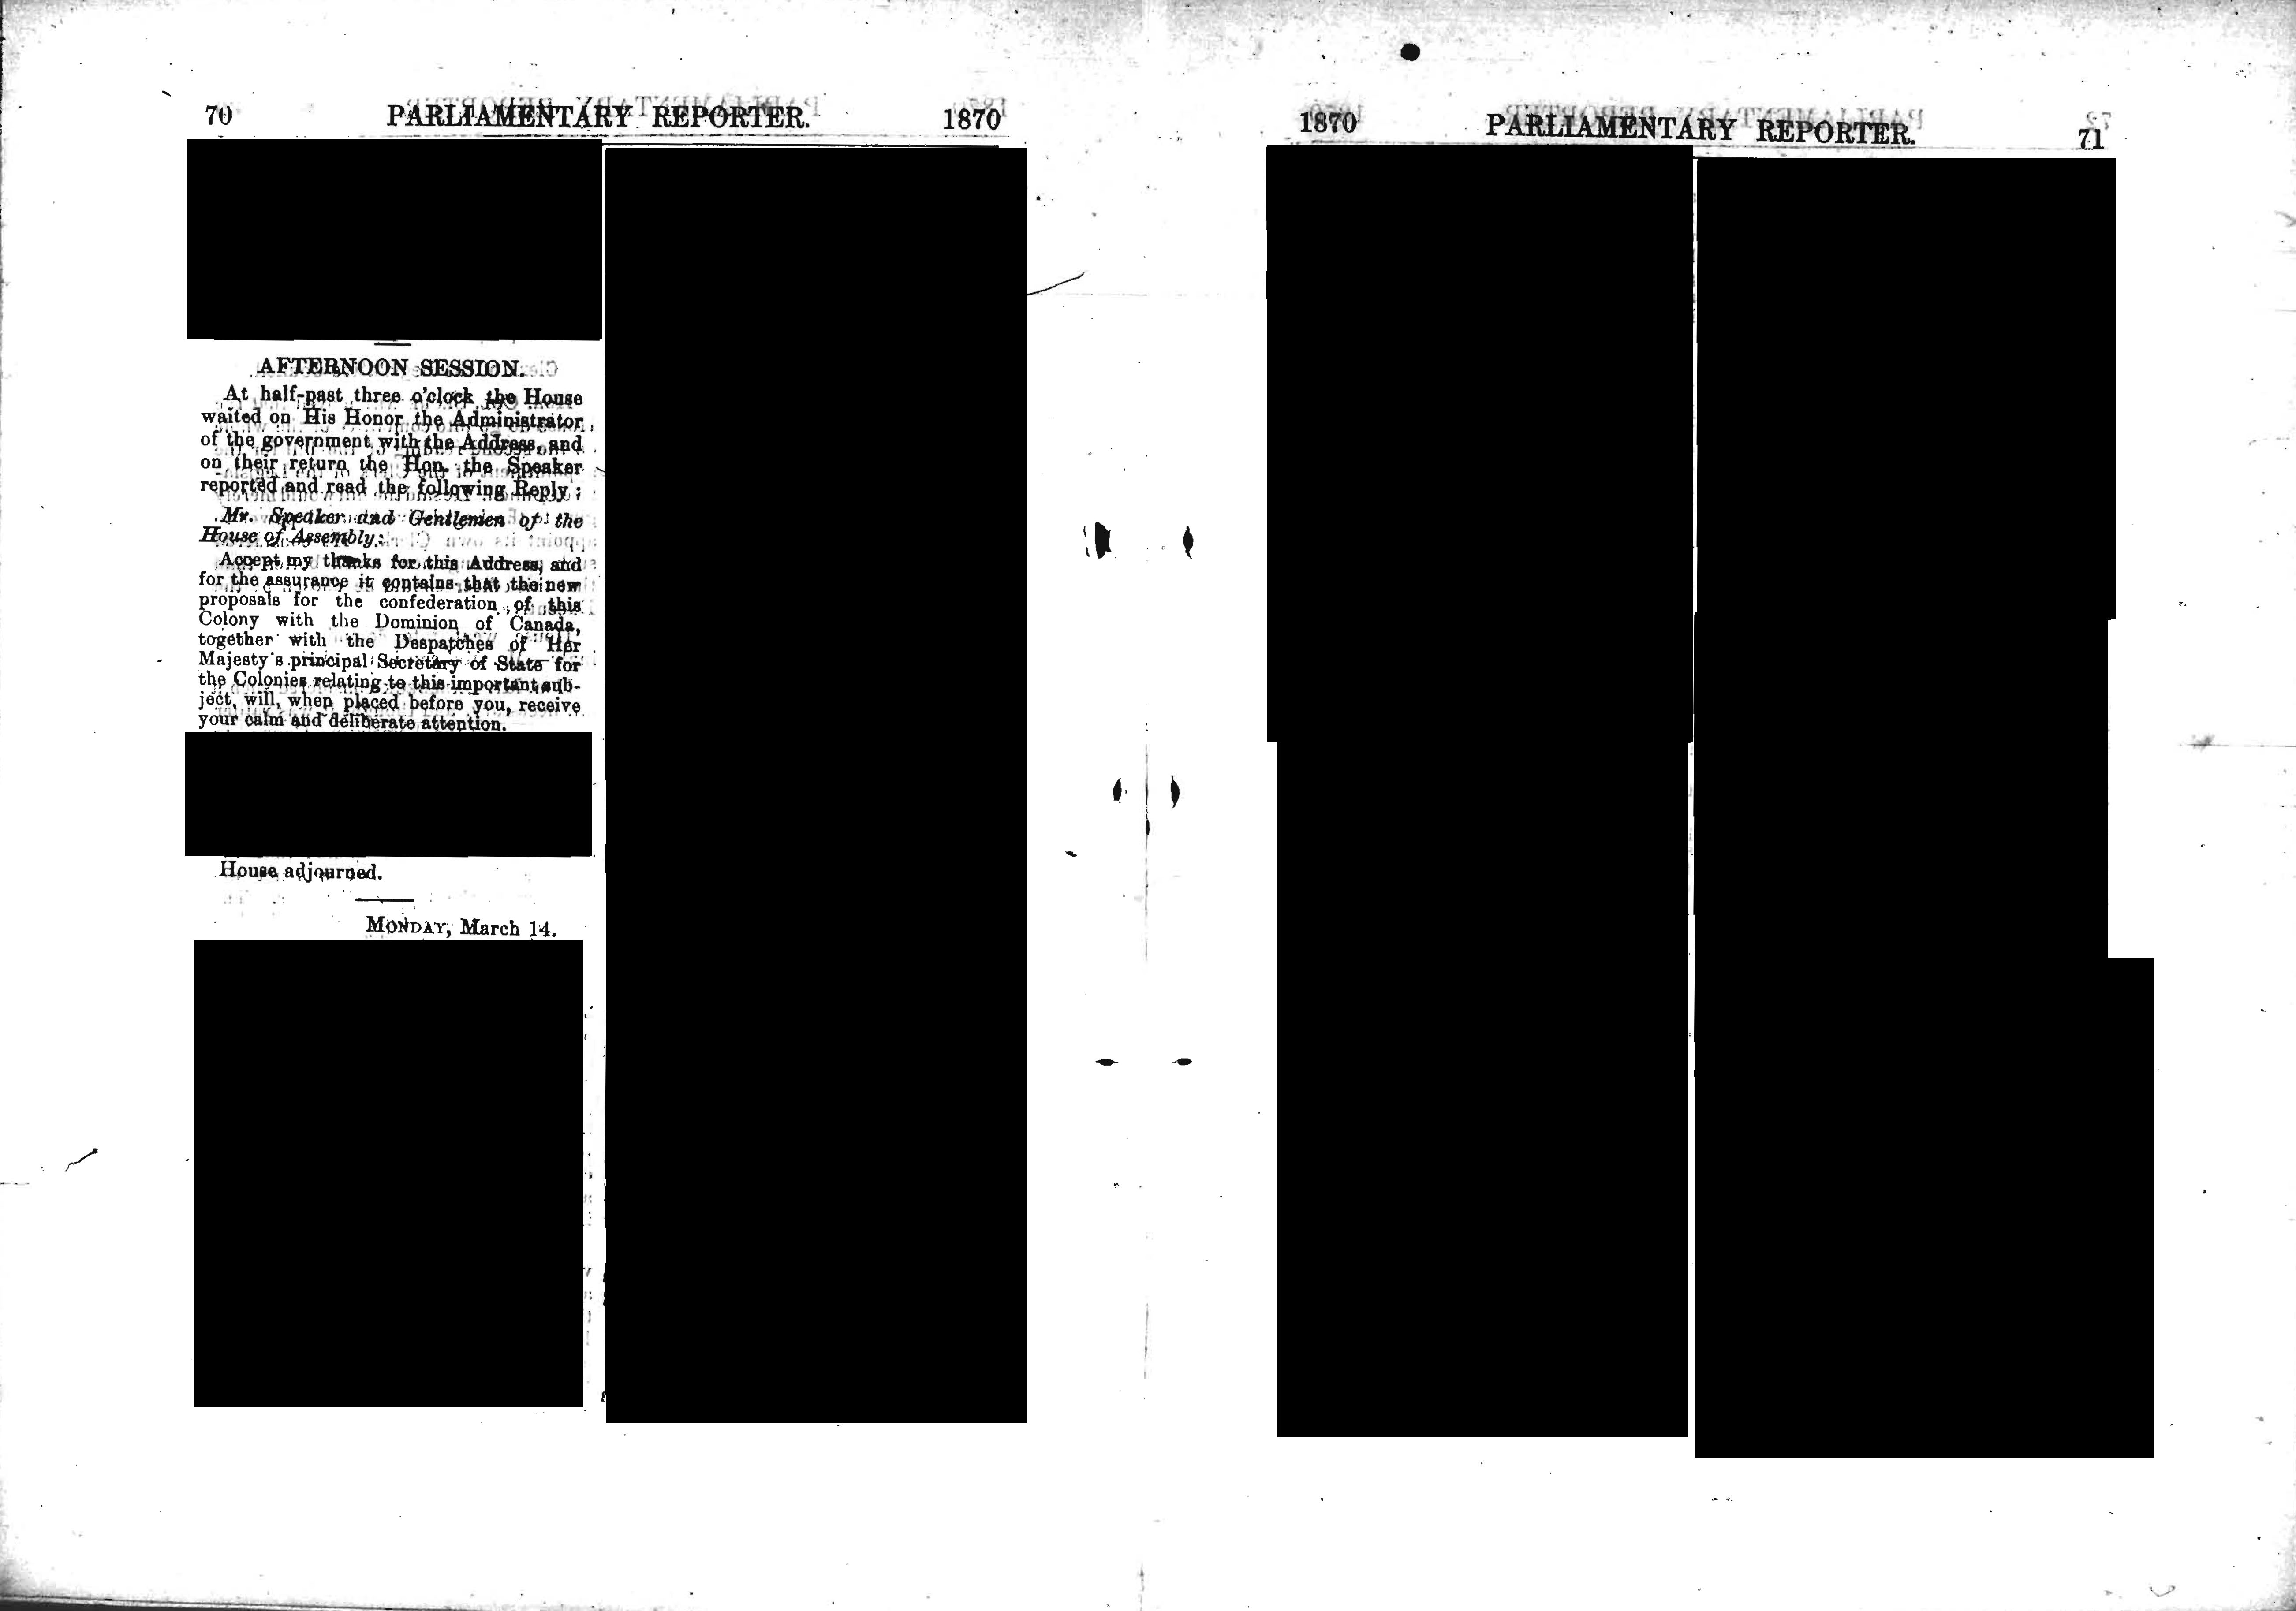 70 PARLIAMENTARY REPORTER. 1870
AFTERNOON SESSION.
At half-past three o'clock the House
waited on His Honor the Administrator
of the government with the Address, and
on their return the Hon. the Speaker
reported and read the following Reply:
Mr. Speaker and Gentlemen of the
House of Assembly:
Accept my thanks for this Address, and
for the assurance it contains that the new
proposals for the confederation of this
Colony with the Dominion of Canada,
together with the Despatches of Her
Majesty's principal Secretary of State for
the Colonies relating to this important sub-
ject, will, when placed before you, receive
your calm and deliberate attention.
House adjourned.
MONDAY, March 14.
1870 PARLIAMENTARY REPORTER. 71